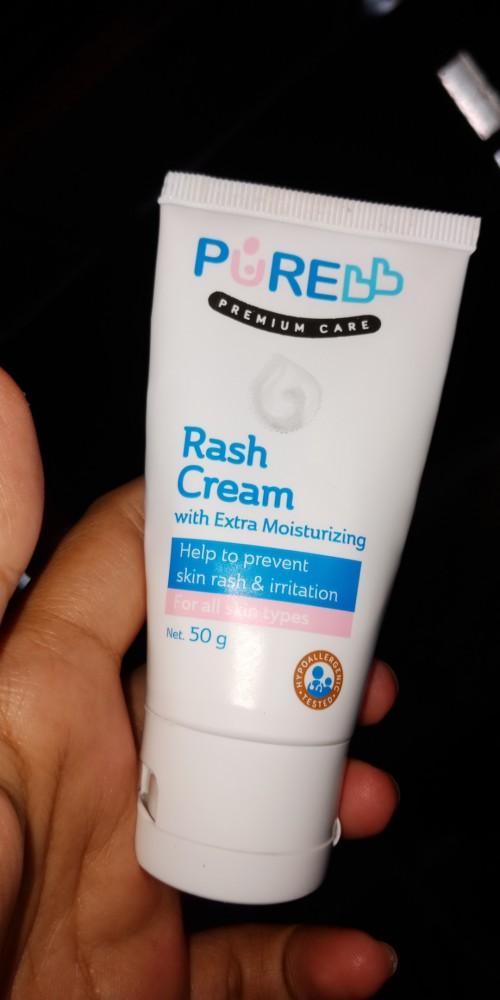 PUREBB
PREMIUM CARE
Rash
Cream
with Extra Moisturizing
Help to prevent
skin rash & irritation
For all skin types
Net. 50 g
HYPOALLERGENIC
TESTED